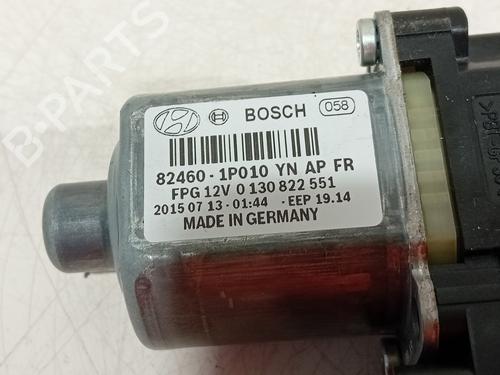 BOSCH 058
82460 - 1P010 YN AP FR
FPG 12V 0 130 822 551
2015 07 13 - 01:44 - EEP 19.14
MADE IN GERMANY